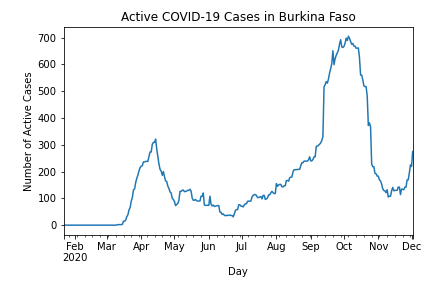 Active COVID-19 Cases in Burkina Faso
Number of Active Cases
700
600
500
400
300
200
100
0
Feb Mar Apr May Jun Jul Aug Sep Oct Nov Dec
2020
Day